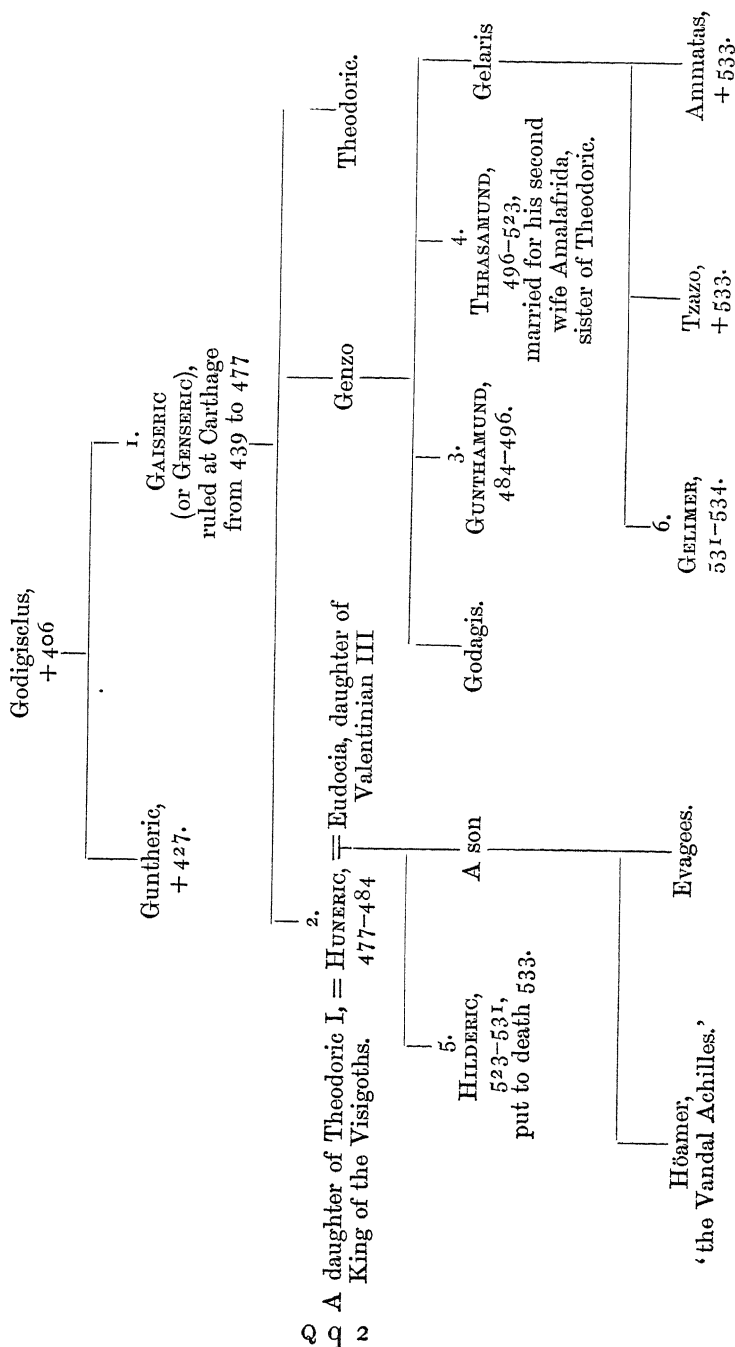 Godigisclus,
+406
Guntheric,
+427.
1.
GAISERIC
(or GENSERIC),
ruled at Carthage
from 439 to 477
2.
A daughter of Theodoric I, = HUNERIC, = Eudocia, daughter of
King of the Visigoths.
477–484
Valentinian III
Genzo
Theodoric.
5.
HILDERIC,
523–531,
put to death 533.
A son
Godagis.
3.
GUNTHAMUND,
484–496.
4.
THRASAMUND,
496–523,
married for his second
wife Amalafrida,
sister of Theodoric.
Gelaris
Höamer,
‘the Vandal Achilles.’
Evagees.
6.
GELIMER,
531–534.
Tzazo,
+533.
Ammatas,
+533.
Q q 2